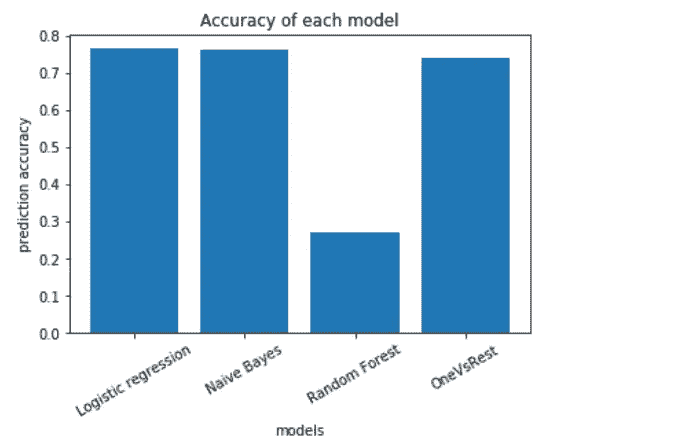 Accuracy of each model
prediction accuracy
0.8
0.7
0.6
0.5
0.4
0.3
0.2
0.1
0.0
Logistic regression
Naive Bayes
Random Forest
OneVsRest
models